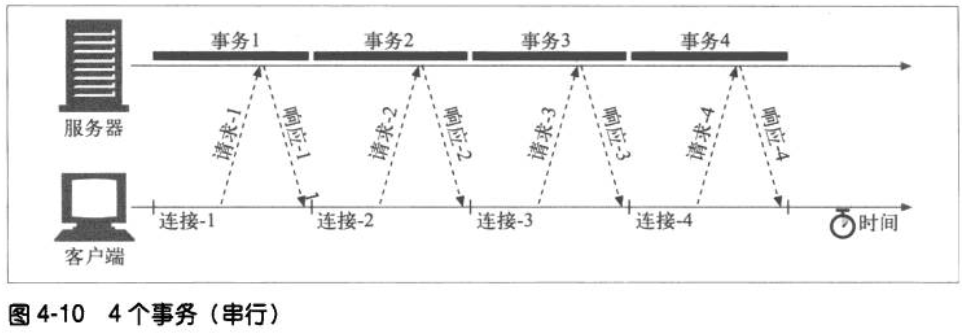 事务1 事务2 事务3 事务4
服务器
请求-1 响应-1 请求-2 响应-2 请求-3 响应-3 请求-4 响应-4
连接-1 连接-2 连接-3 连接-4 时间
客户端
图 4-10 4 个事务（串行）